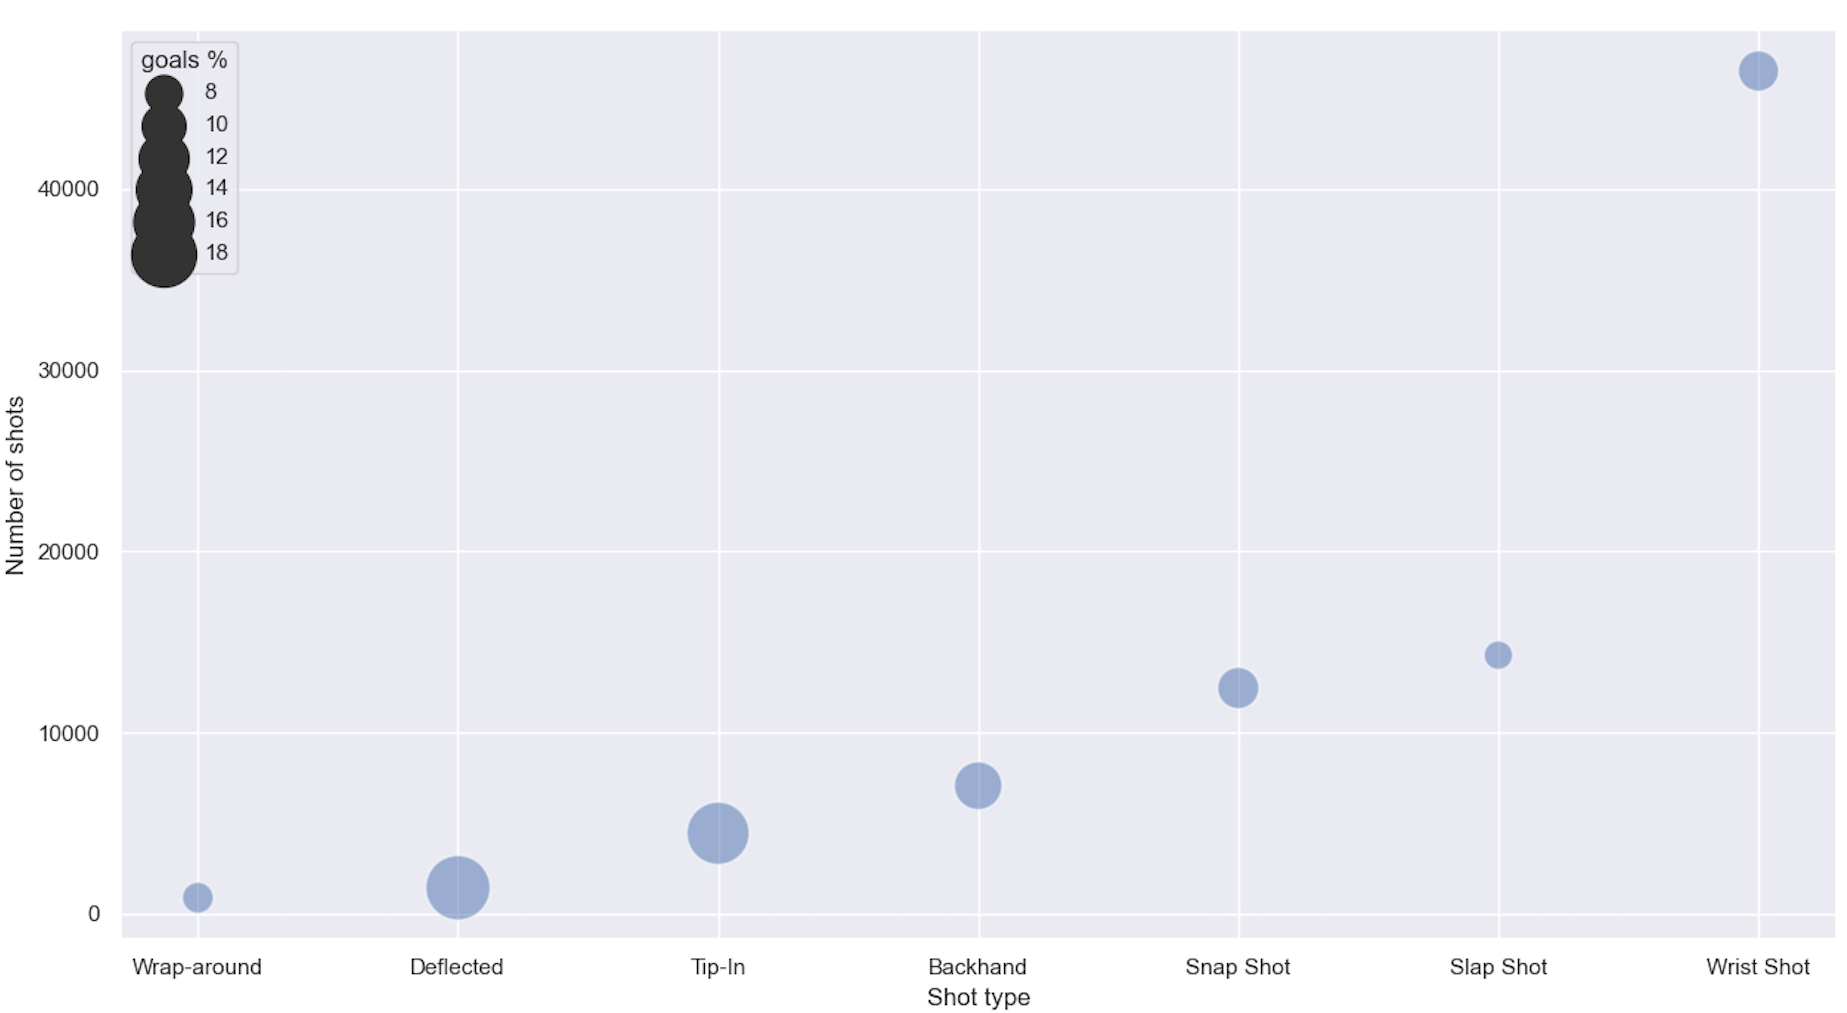 goals %
8
10
12
14
16
18
40000
30000
20000
10000
0
Number of shots
Wrap-around Deflected Tip-In Backhand Snap Shot Slap Shot Wrist Shot
Shot type